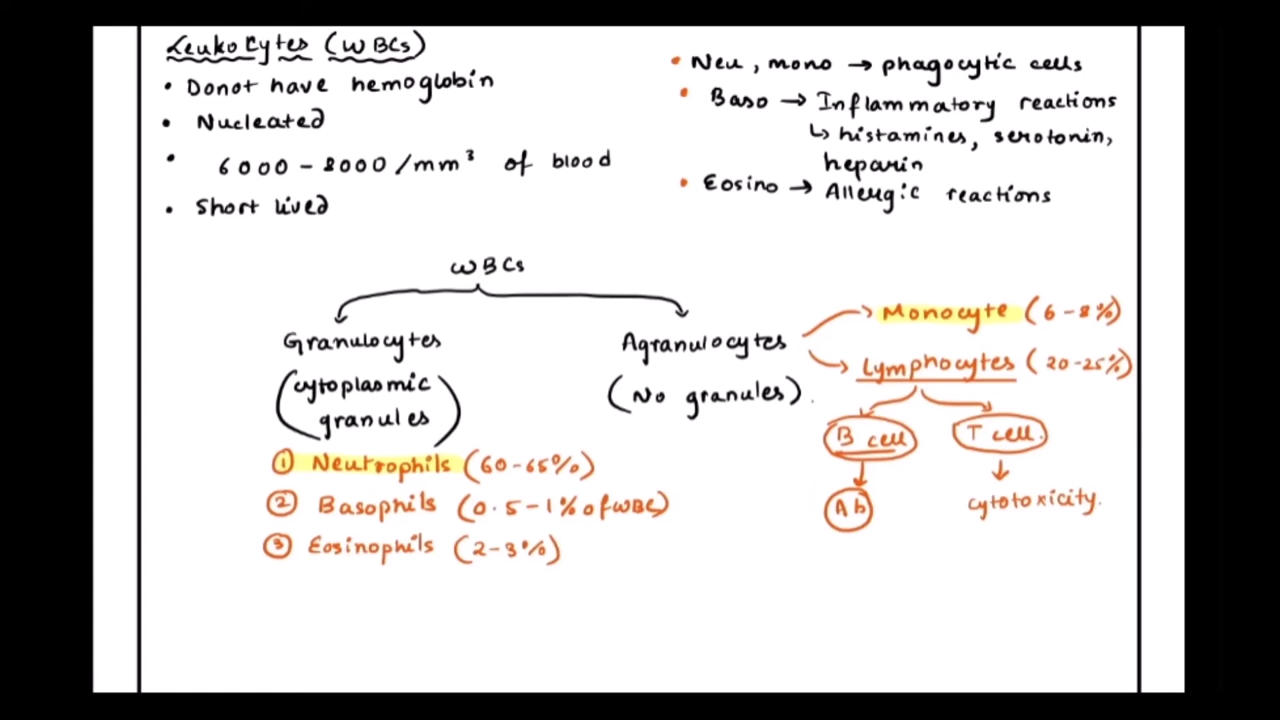 Leukocytes (WBCs)
• Donot have hemoglobin
• Nucleated
• 6000 - 8000 /mm³ of blood
• Short lived
• Neu, mono → phagocytic cells
• Baso → Inflammatory reactions
↳ histamines, serotonin,
heparin
• Eosino → Allergic reactions
WBCs
Granulocytes
(cytoplasmic
granules)
① Neutrophils (60-65%)
② Basophils (0.5-1% of WBC)
③ Eosinophils (2-3%)
Agranulocytes
(No granules).
Monocyte (6-8%)
Lymphocytes (20-25%)
B cell
Ab
T cell.
cytotoxicity.